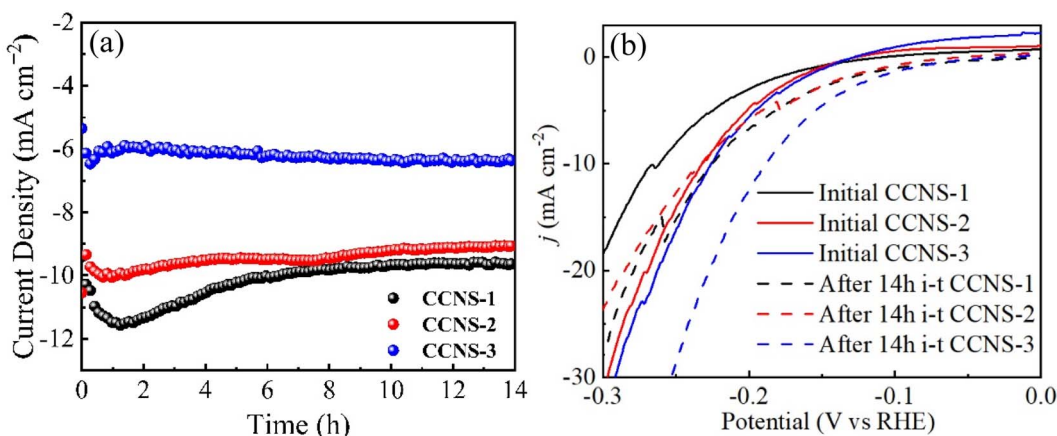 (a)
Current Density (mA cm⁻²)
-2
-4
-6
-8
-10
-12
0
2
4
6
8
10
12
14
Time (h)
CCNS-1
CCNS-2
CCNS-3
(b)
j (mA cm⁻²)
0
-10
-20
-30
-0.3
-0.2
-0.1
0.0
Potential (V vs RHE)
Initial CCNS-1
Initial CCNS-2
Initial CCNS-3
After 14h i-t CCNS-1
After 14h i-t CCNS-2
After 14h i-t CCNS-3